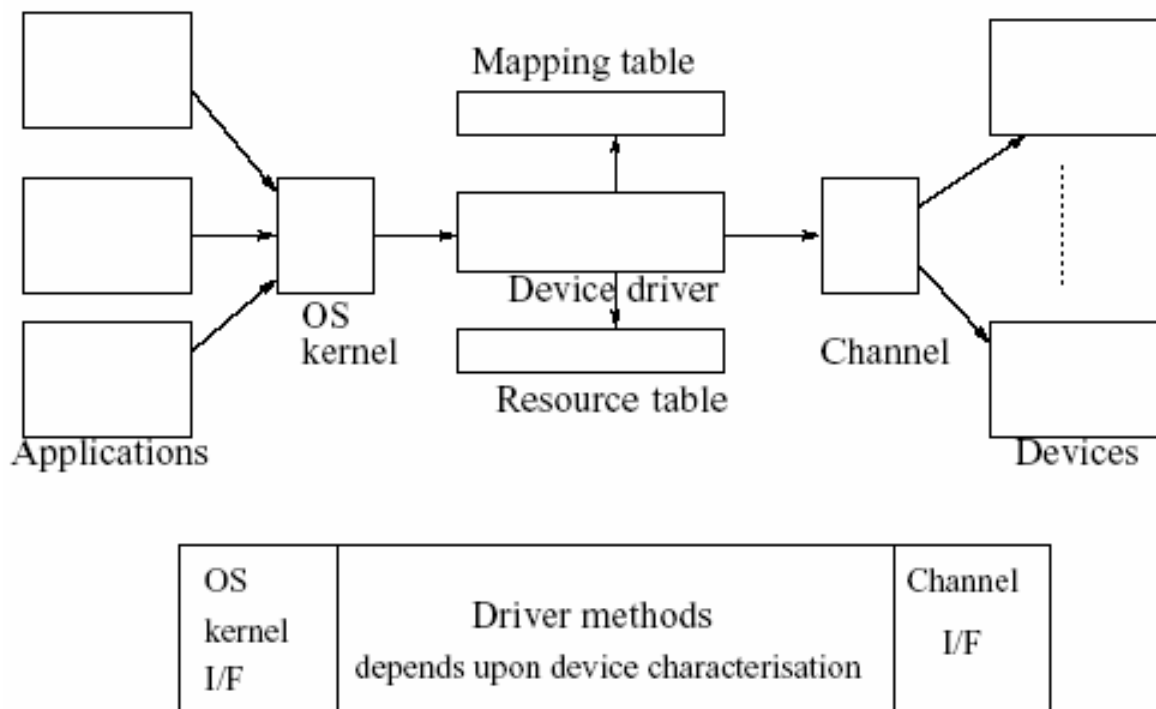 Mapping table
Device driver
OS
kernel
Channel
Resource table
Applications
Devices
OS
kernel
I/F
Driver methods
depends upon device characterisation
Channel
I/F